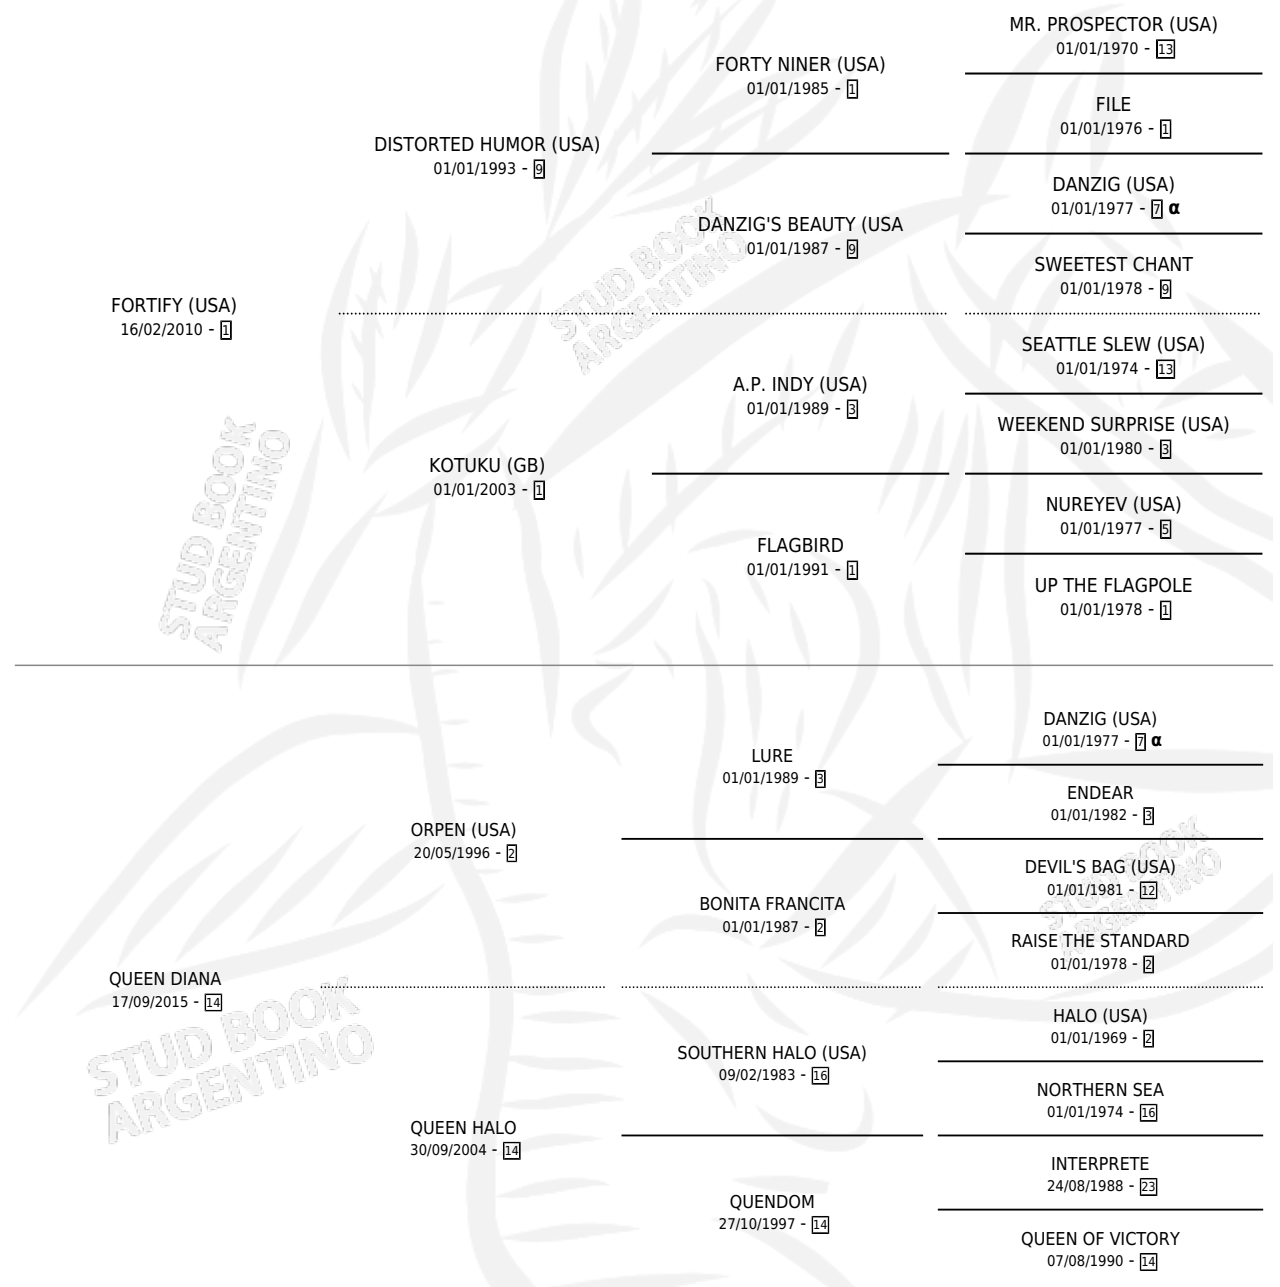 MR. PROSPECTOR (USA)
01/01/1970 - 13
FORTY NINER (USA)
01/01/1985 - 1
FILE
01/01/1976 - 1
DISTORTED HUMOR (USA)
01/01/1993 - 9
DANZIG (USA)
01/01/1977 - 7 α
DANZIG'S BEAUTY (USA
01/01/1987 - 9
SWEETEST CHANT
01/01/1978 - 9
STUD BOOK
ARGENTINO
FORTIFY (USA)
16/02/2010 - 1
SEATTLE SLEW (USA)
01/01/1974 - 13
A.P. INDY (USA)
01/01/1989 - 3
WEEKEND SURPRISE (USA)
01/01/1980 - 3
KOTUKU (GB)
01/01/2003 - 1
NUREYEV (USA)
01/01/1977 - 5
FLAGBIRD
01/01/1991 - 1
UP THE FLAGPOLE
01/01/1978 - 1
STUD BOOK
ARGENTINO
DANZIG (USA)
01/01/1977 - 7 α
LURE
01/01/1989 - 3
ENDEAR
01/01/1982 - 3
ORPEN (USA)
20/05/1996 - 2
DEVIL'S BAG (USA)
01/01/1981 - 12
BONITA FRANCITA
01/01/1987 - 2
RAISE THE STANDARD
01/01/1978 - 2
STUD BOOK
ARGENTINO
QUEEN DIANA
17/09/2015 - 14
HALO (USA)
01/01/1969 - 2
SOUTHERN HALO (USA)
09/02/1983 - 16
NORTHERN SEA
01/01/1974 - 16
QUEEN HALO
30/09/2004 - 14
INTERPRETE
24/08/1988 - 23
QUENDOM
27/10/1997 - 14
QUEEN OF VICTORY
07/08/1990 - 14
STUD BOOK
ARGENTINO